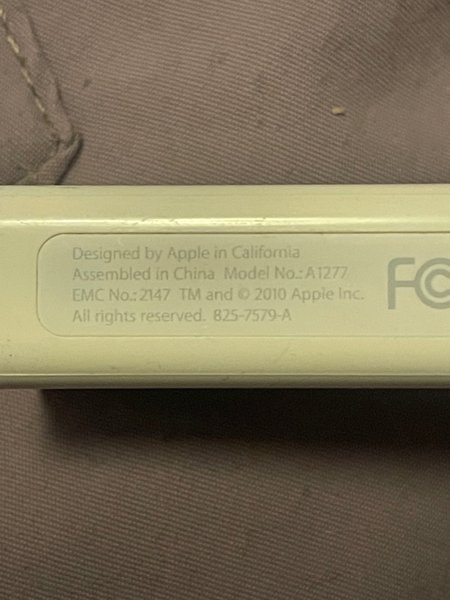 Designed by Apple in California
Assembled in China Model No.: A1277
EMC No.: 2147 TM and © 2010 Apple Inc.
All rights reserved. 825-7579-A
FC